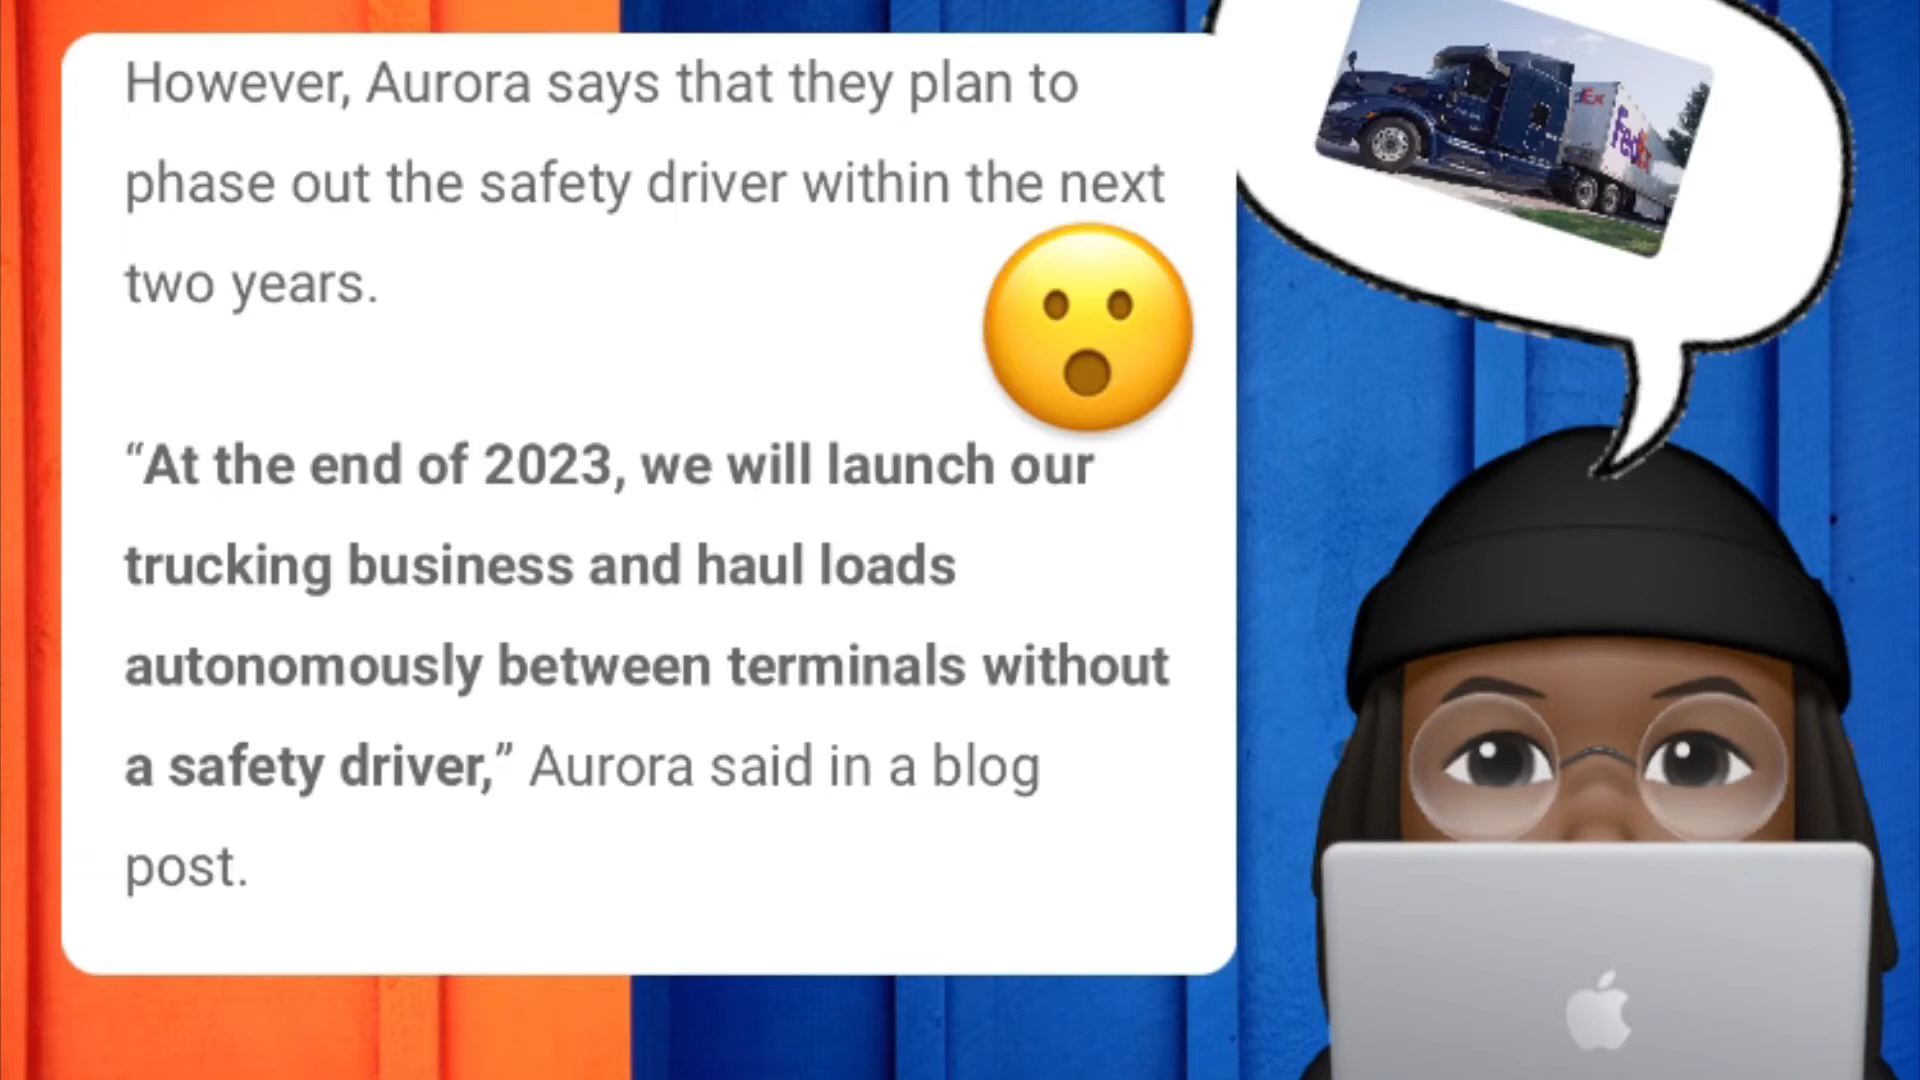 However, Aurora says that they plan to
phase out the safety driver within the next
two years.
“At the end of 2023, we will launch our
trucking business and haul loads
autonomously between terminals without
a safety driver,” Aurora said in a blog
post.
Ex
FedEx